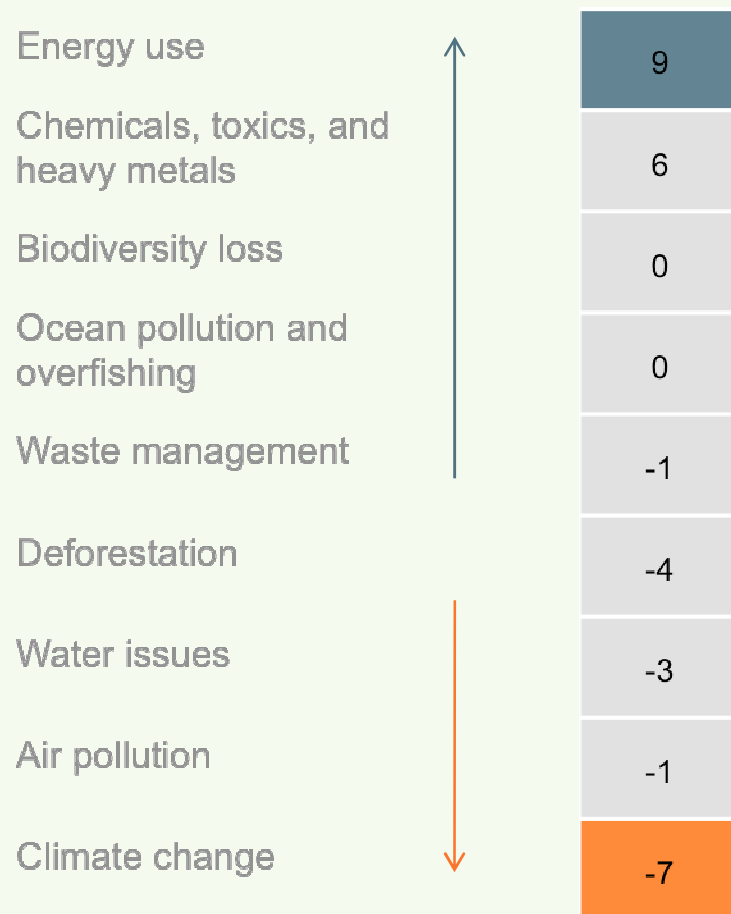 Energy use
9
Chemicals, toxics, and
heavy metals
6
Biodiversity loss
0
Ocean pollution and
overfishing
0
Waste management
-1
Deforestation
-4
Water issues
-3
Air pollution
-1
Climate change
-7